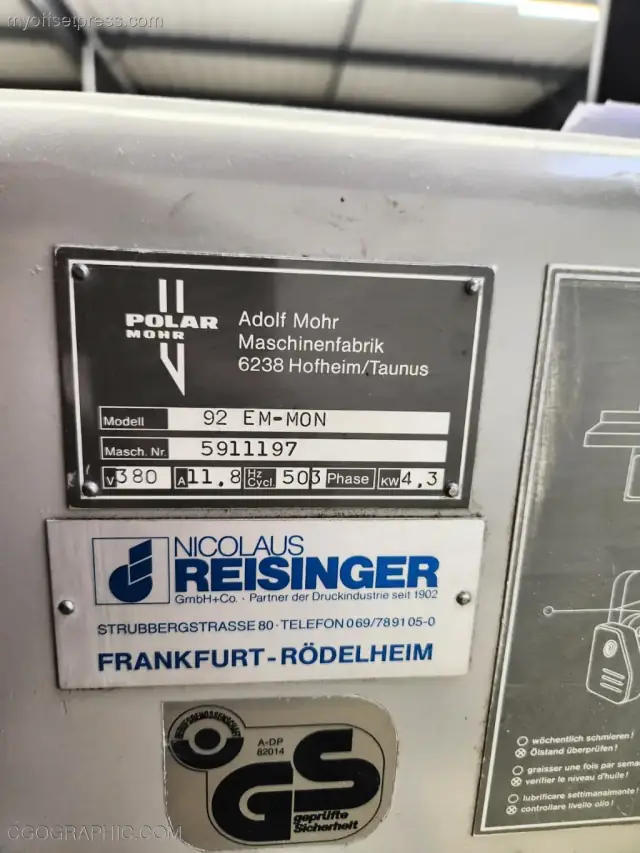 myoffsetpress.com
POLAR
MOHR
Adolf Mohr
Maschinenfabrik
6238 Hofheim/Taunus
Modell 92 EM-MON
Masch. Nr. 5911197
V 380 A 11,8 Hz Cycl. 50 3 Phase KW 4,3
NICOLAUS
REISINGER
GmbH+Co. · Partner der Druckindustrie seit 1902
STRUBBERGSTRASSE 80 · TELEFON 069/789105-0
FRANKFURT-RÖDELHEIM
BERUFSGENOSSENSCHAFT
A-DP
82014
GS
geprüfte
Sicherheit
wöchentlich schmieren!
Ölstand überprüfen!
graisser une fois par sema
verifier le niveau d'huile!
lubrificare settimanalmente!
controllare livello olio!
CGOGRAPHIC.COM